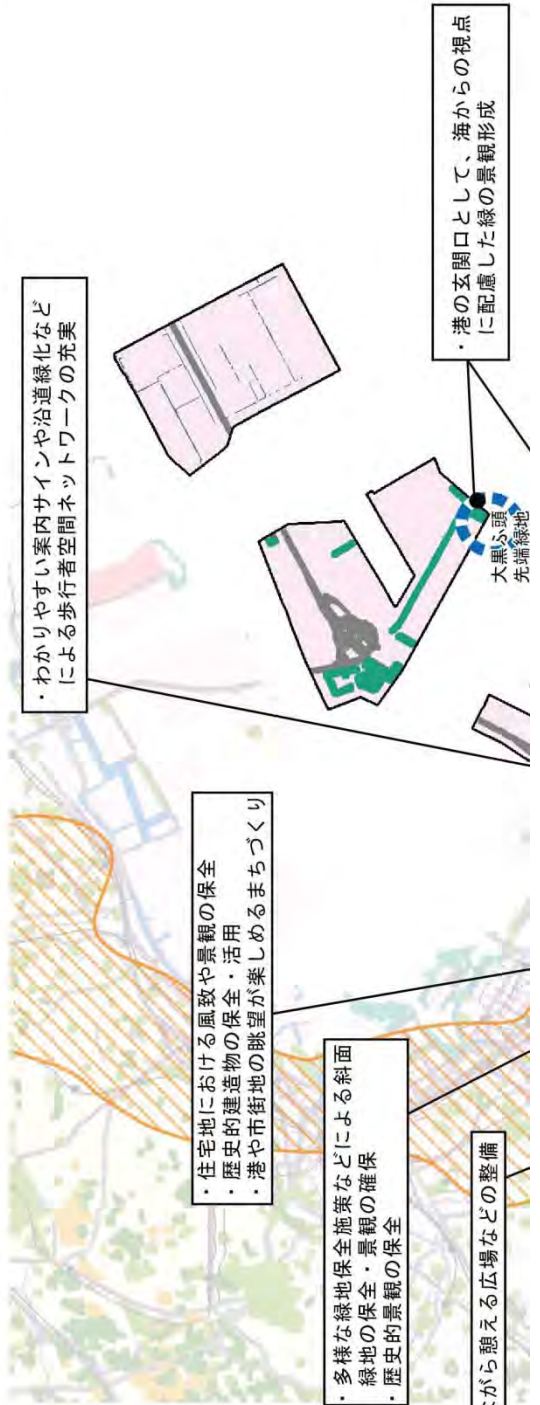 ・わかりやすい案内サインや沿道緑化など
による歩行者空間ネットワークの充実
・港の玄関口として、海からの視点
に配慮した緑の景観形成
大黒ふ頭
先端緑地
・住宅地における風致や景観の保全
・歴史的建造物の保全・活用
・港や市街地の眺望が楽しめるまちづくり
・多様な緑地保全施策などによる斜面
緑地の保全・景観の確保
・歴史的景観の保全
ながら憩える広場などの整備